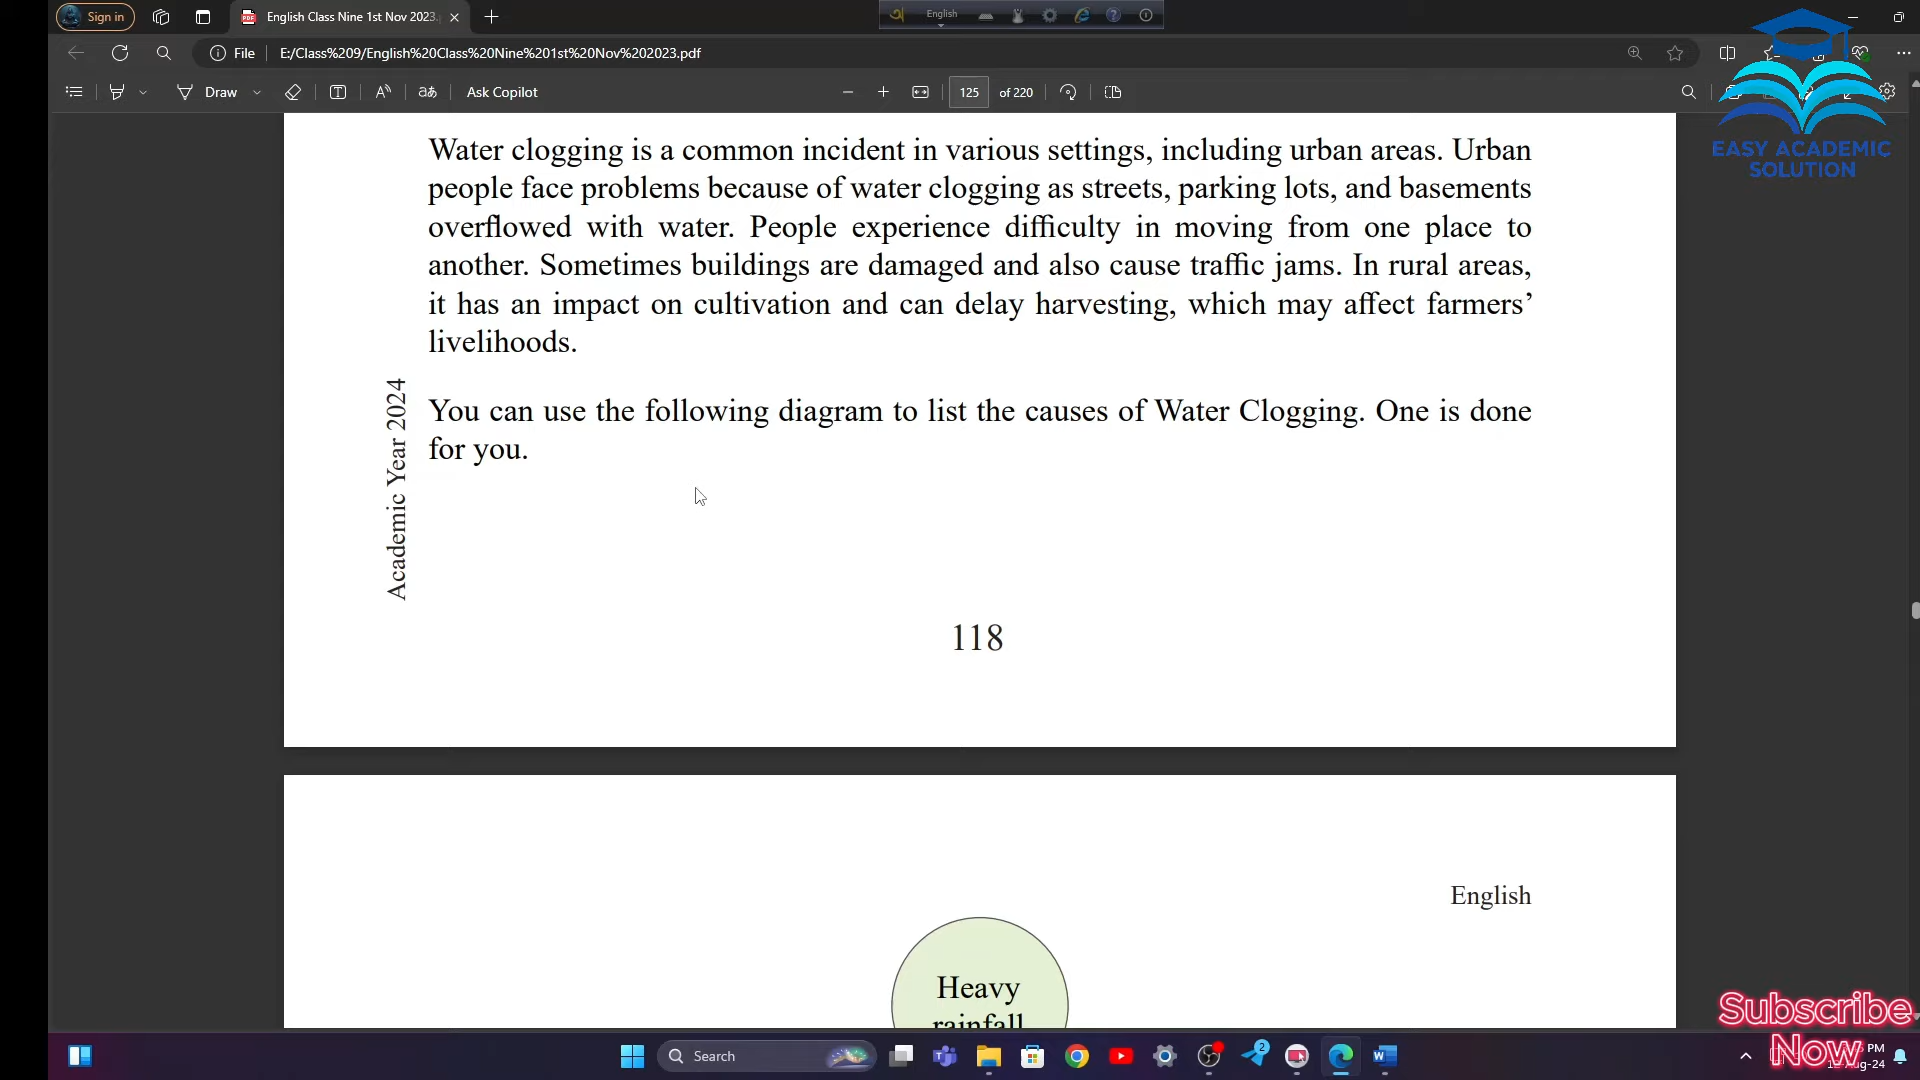 Sign in
English Class Nine 1st Nov 2023.
English
File
E:/Class%209/English%20Class%20Nine%201st%20Nov%202023.pdf
Draw
Ask Copilot
125 of 220
EASY ACADEMIC
SOLUTION
Water clogging is a common incident in various settings, including urban areas. Urban
people face problems because of water clogging as streets, parking lots, and basements
overflowed with water. People experience difficulty in moving from one place to
another. Sometimes buildings are damaged and also cause traffic jams. In rural areas,
it has an impact on cultivation and can delay harvesting, which may affect farmers’
livelihoods.
You can use the following diagram to list the causes of Water Clogging. One is done
for you.
Academic Year 2024
118
English
Heavy
rainfall
Subscribe
Now
Search
2
PM